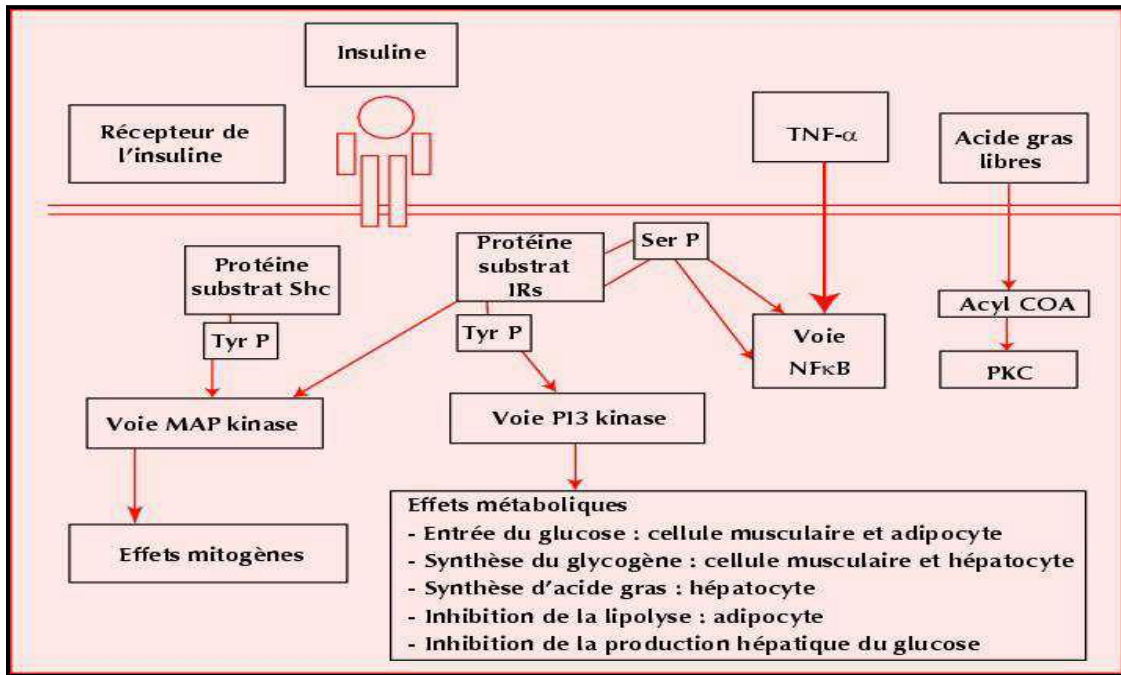 Insuline
Récepteur de
l'insuline
TNF-α
Acide gras
libres
Protéine
substrat Shc
Tyr P
Protéine
substrat
IRs
Ser P
Tyr P
Acyl COA
Voie
NFκB
PKC
Voie MAP kinase
Voie PI3 kinase
Effets mitogènes
Effets métaboliques
- Entrée du glucose : cellule musculaire et adipocyte
- Synthèse du glycogène : cellule musculaire et hépatocyte
- Synthèse d'acide gras : hépatocyte
- Inhibition de la lipolyse : adipocyte
- Inhibition de la production hépatique du glucose